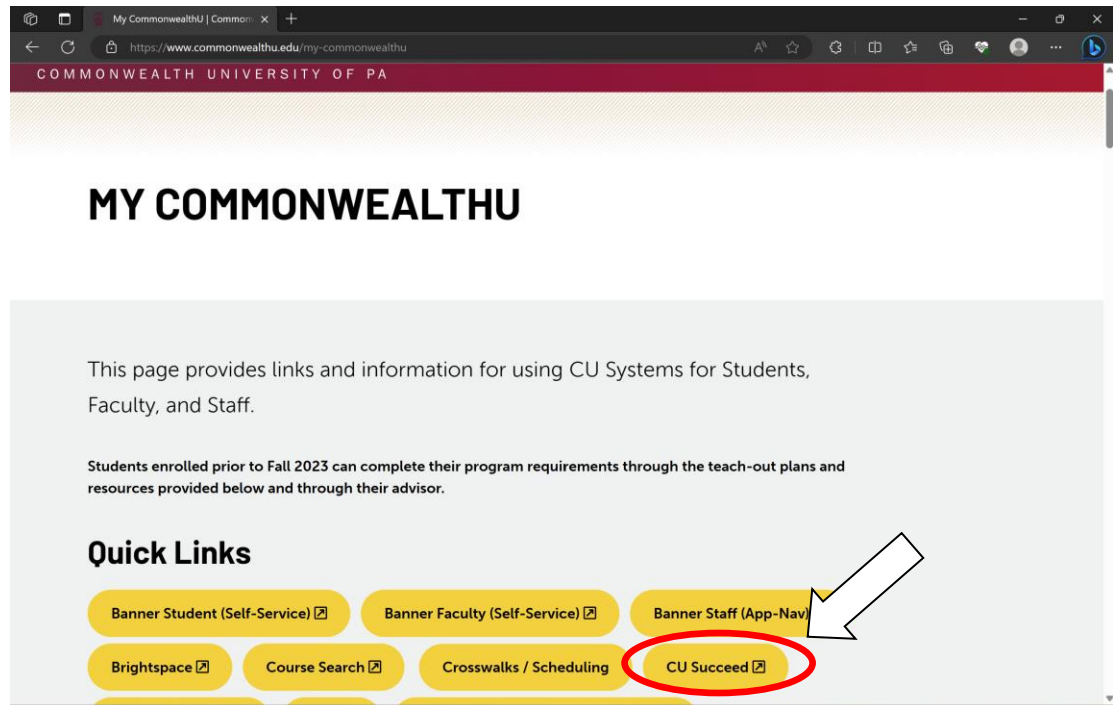 My CommonwealthU | Common
https://www.commonwealthu.edu/my-commonwealthu
COMMONWEALTH UNIVERSITY OF PA
MY COMMONWEALTHU
This page provides links and information for using CU Systems for Students,
Faculty, and Staff.
Students enrolled prior to Fall 2023 can complete their program requirements through the teach-out plans and
resources provided below and through their advisor.
Quick Links
Banner Student (Self-Service) Banner Faculty (Self-Service) Banner Staff (App-Nav)
Brightspace Course Search Crosswalks / Scheduling CU Succeed